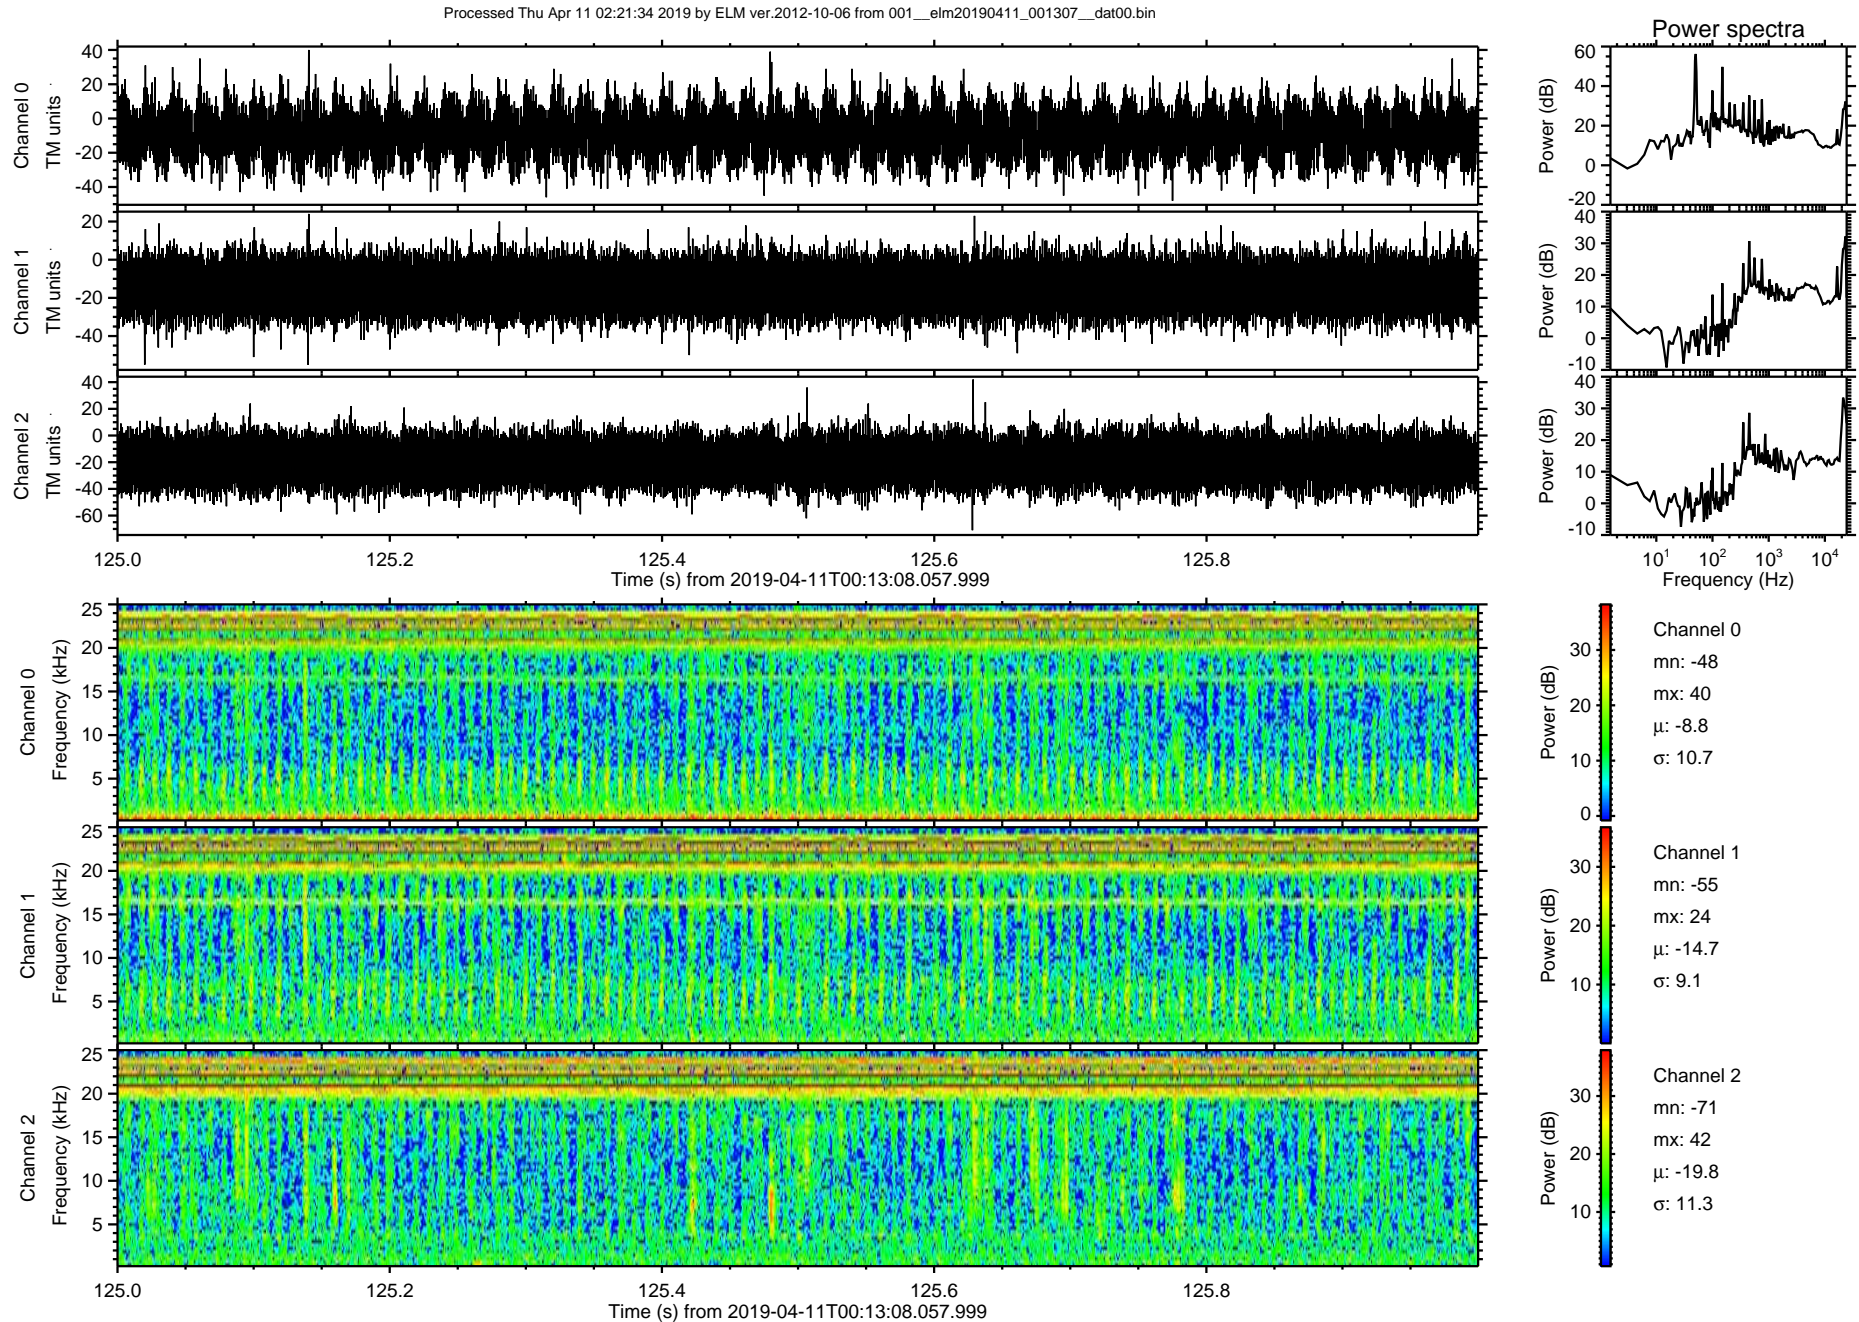 Processed Thu Apr 11 02:21:34 2019 by ELM ver.2012-10-06 from 001__elm20190411_001307__dat00.bin
Power spectra
Channel 0
TM units
40
20
0
-20
-40
Power (dB)
60
40
20
0
-20
Channel 1
TM units
20
0
-20
-40
Power (dB)
40
30
20
10
0
-10
Channel 2
TM units
40
20
0
-20
-40
-60
Power (dB)
40
30
20
10
0
-10
125.0 125.2 125.4 125.6 125.8
Time (s) from 2019-04-11T00:13:08.057.999
10¹ 10² 10³ 10⁴
Frequency (Hz)
Channel 0
Frequency (kHz)
25
20
15
10
5
Power (dB)
30
20
10
0
Channel 0
mn: -48
mx: 40
μ: -8.8
σ: 10.7
Channel 1
Frequency (kHz)
25
20
15
10
5
Power (dB)
30
20
10
Channel 1
mn: -55
mx: 24
μ: -14.7
σ: 9.1
Channel 2
Frequency (kHz)
25
20
15
10
5
Power (dB)
30
20
10
Channel 2
mn: -71
mx: 42
μ: -19.8
σ: 11.3
125.0 125.2 125.4 125.6 125.8
Time (s) from 2019-04-11T00:13:08.057.999